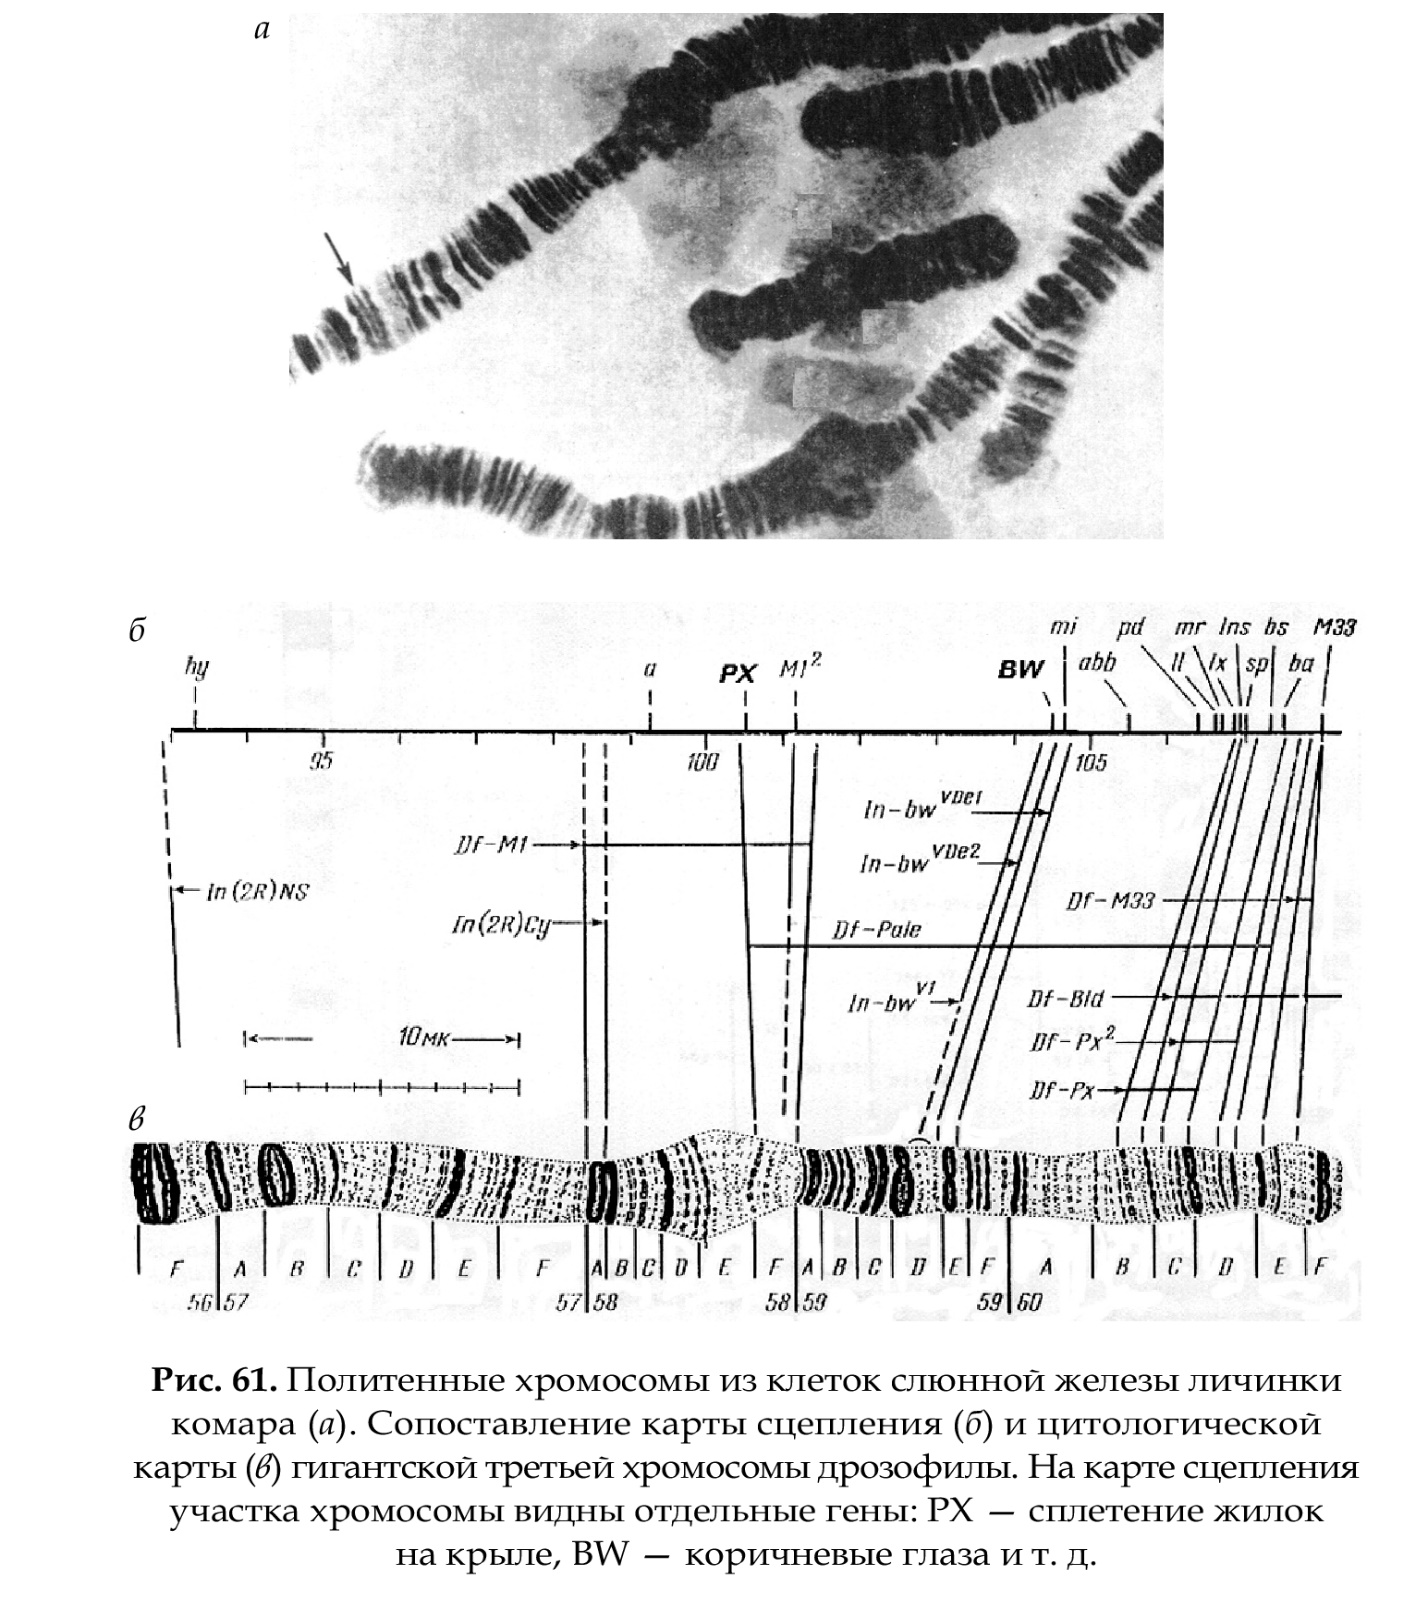 а
б
mi pd mr Ins bs M33
hy a PX M1² BW abb ll lx sp ba
95 100 105
In-bw^VDe1
Df-M1
In-bw^VDe2
In(2R)NS
Df-M33
In(2R)Cy
Df-Pale
In-bw^V1
Df-Bld
10 мк
Df-Px²
Df-Px
в
F A B C D E F A B C D E F A B C D E F A B C D E F
56 57 57 58 58 59 59 60
Рис. 61. Политенные хромосомы из клеток слюнной железы личинки
комара (а). Сопоставление карты сцепления (б) и цитологической
карты (в) гигантской третьей хромосомы дрозофилы. На карте сцепления
участка хромосомы видны отдельные гены: PX — сплетение жилок
на крыле, BW — коричневые глаза и т. д.